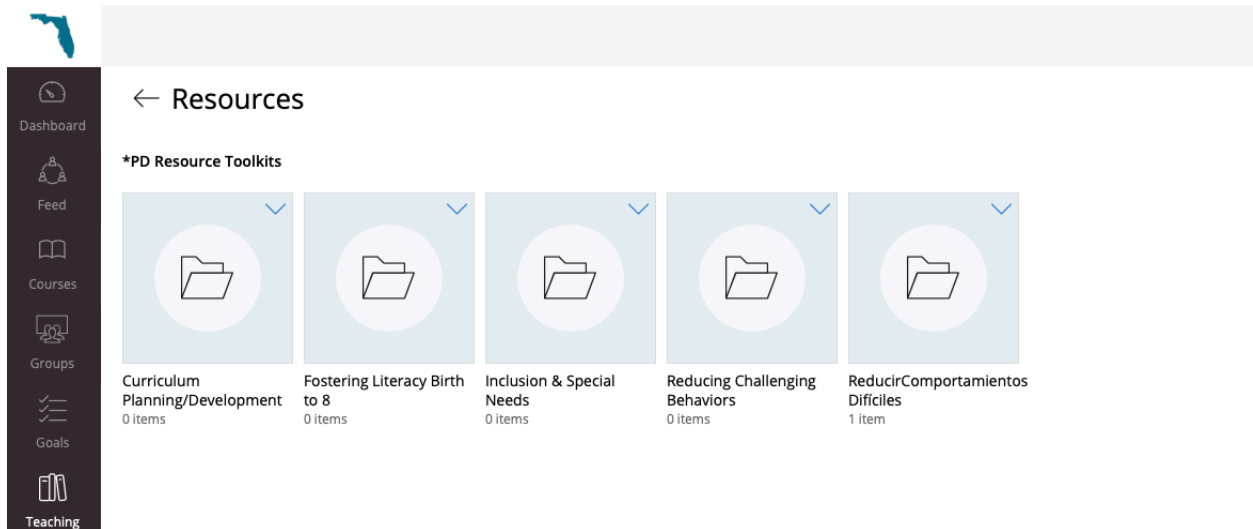 Resources
*PD Resource Toolkits
Dashboard
Feed
Courses
Groups
Goals
Teaching
Curriculum
Planning/Development
0 items
Fostering Literacy Birth
to 8
0 items
Inclusion & Special
Needs
0 items
Reducing Challenging
Behaviors
0 items
ReducirComportamientos
Difíciles
1 item